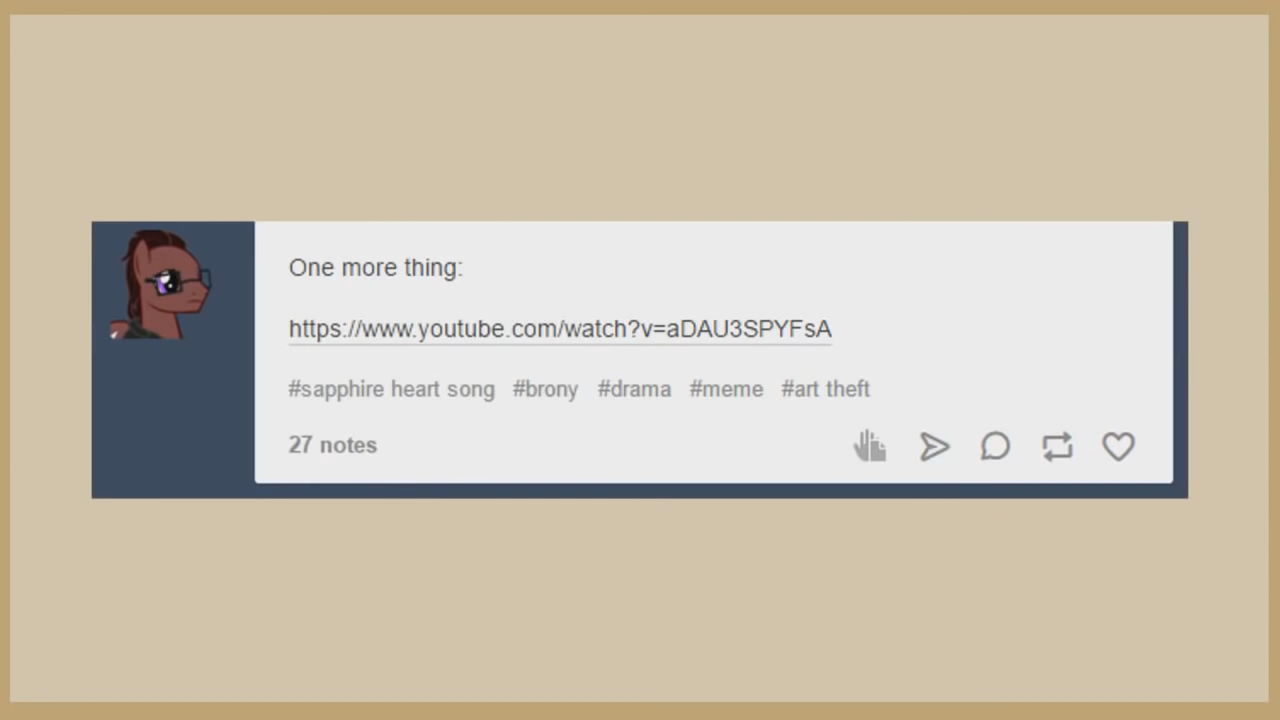 One more thing:
https://www.youtube.com/watch?v=aDAU3SPYFsA
#sapphire heart song #brony #drama #meme #art theft
27 notes